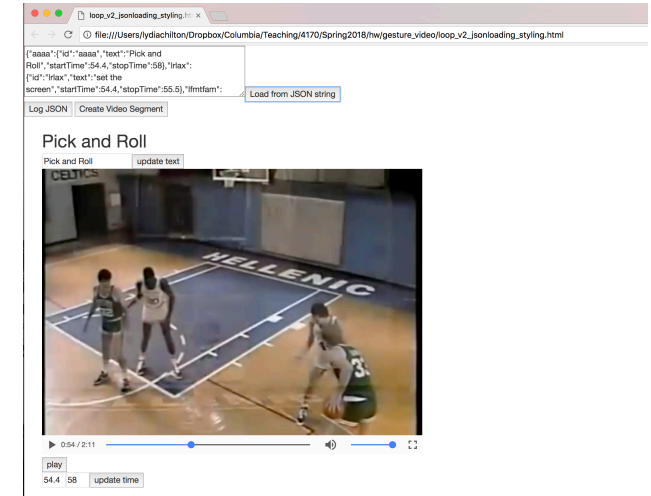 loop_v2_jsonloading_styling.ht
file:///Users/lydiachilton/Dropbox/Columbia/Teaching/4170/Spring2018/hw/gesture_video/loop_v2_jsonloading_styling.html
{"aaaa":{"id":"aaaa","text":"Pick and
Roll","startTime":54.4,"stopTime":58},"lrlax":
{"id":"lrlax","text":"set the
screen","startTime":54.4,"stopTime":55.5},"lfmtfam":
Load from JSON string
Log JSON Create Video Segment
Pick and Roll
Pick and Roll update text
CELTICS
HELLENIC
33
0:54 / 2:11
play
54.4 58 update time